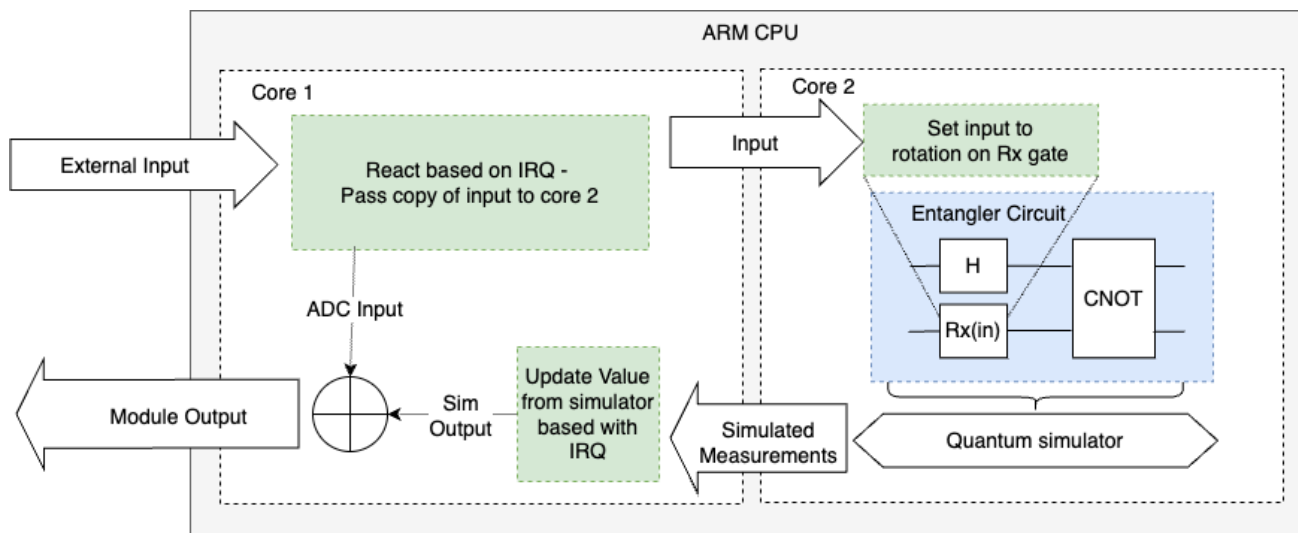 ARM CPU
Core 1
Core 2
External Input
React based on IRQ -
Pass copy of input to core 2
Input
Set input to
rotation on Rx gate
Entangler Circuit
H
CNOT
Rx(in)
ADC Input
Module Output
Sim
Output
Update Value
from simulator
based with
IRQ
Simulated
Measurements
Quantum simulator